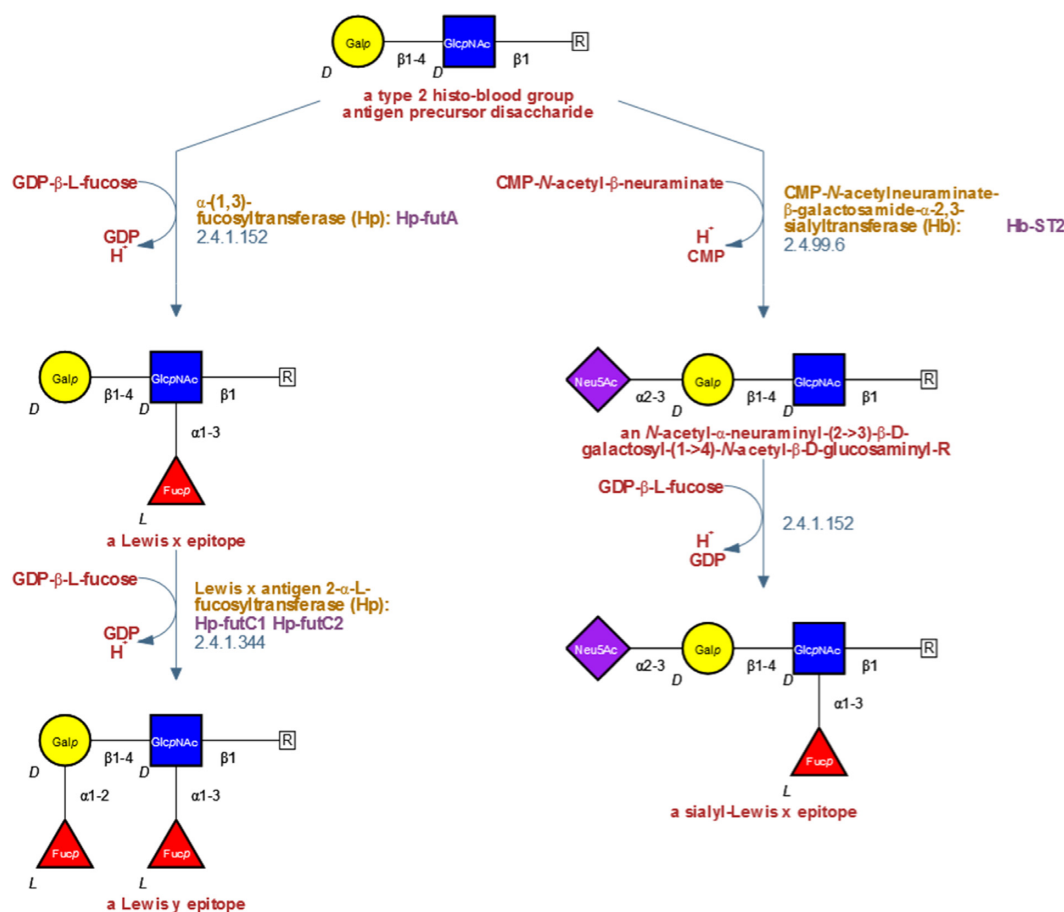 Galp
β1-4
GlcpNAc
β1
R
D
D
a type 2 histo-blood group
antigen precursor disaccharide
GDP-β-L-fucose
α-(1,3)-
fucosyltransferase (Hp): Hp-futA
2.4.1.152
GDP
H+
CMP-N-acetyl-β-neuraminate
CMP-N-acetylneuraminate-
β-galactosamide-α-2,3-
sialyltransferase (Hb): Hb-ST2
2.4.99.6
H+
CMP
Galp
β1-4
GlcpNAc
β1
R
D
D
α1-3
Fucp
L
a Lewis x epitope
Neu5Ac
α2-3
Galp
β1-4
GlcpNAc
β1
R
D
D
an N-acetyl-α-neuraminyl-(2->3)-β-D-
galactosyl-(1->4)-N-acetyl-β-D-glucosaminyl-R
GDP-β-L-fucose
2.4.1.152
H+
GDP
GDP-β-L-fucose
Lewis x antigen 2-α-L-
fucosyltransferase (Hp):
Hp-futC1 Hp-futC2
2.4.1.344
GDP
H+
Neu5Ac
α2-3
Galp
β1-4
GlcpNAc
β1
R
D
D
α1-3
Fucp
L
a sialyl-Lewis x epitope
Galp
β1-4
GlcpNAc
β1
R
D
D
α1-2
α1-3
Fucp
Fucp
L
L
a Lewis y epitope